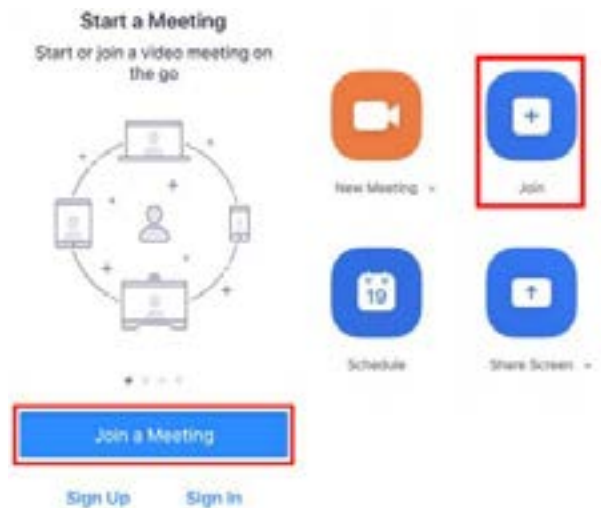 Start a Meeting
Start or join a video meeting on
the go
Join a Meeting
Sign Up Sign In
New Meeting
Join
19
Schedule
Share Screen